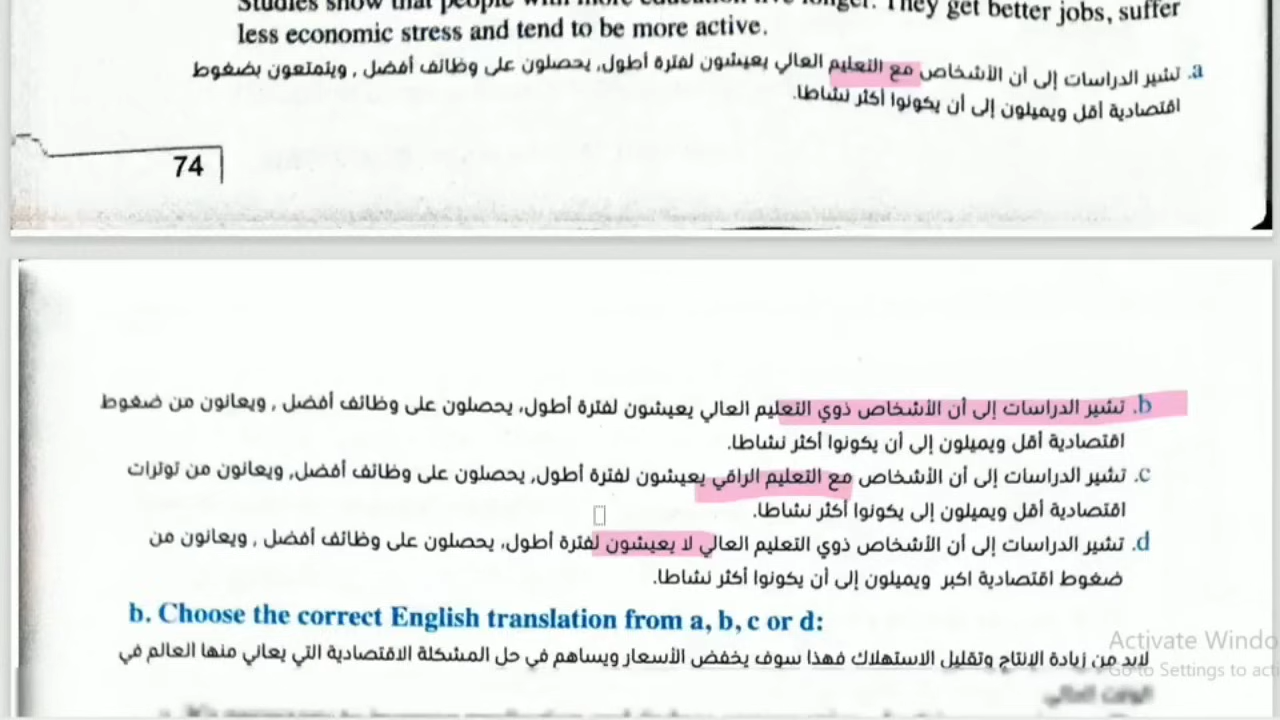 Studies show that people with more education live longer. They get better jobs, suffer
less economic stress and tend to be more active.
a. تشير الدراسات إلى أن الأشخاص مع التعليم العالي يعيشون لفترة أطول، يحصلون على وظائف أفضل , ويتمتعون بضغوط
اقتصادية أقل ويميلون إلى أن يكونوا أكثر نشاطا.
74
b. تشير الدراسات إلى أن الأشخاص ذوي التعليم العالي يعيشون لفترة أطول، يحصلون على وظائف أفضل , ويعانون من ضغوط
اقتصادية أقل ويميلون إلى أن يكونوا أكثر نشاطا.
c. تشير الدراسات إلى أن الأشخاص مع التعليم الراقي يعيشون لفترة أطول, يحصلون على وظائف أفضل, ويعانون من توترات
اقتصادية أقل ويميلون إلى يكونوا أكثر نشاطا.
d. تشير الدراسات إلى أن الأشخاص ذوي التعليم العالي لا يعيشون لفترة أطول، يحصلون على وظائف أفضل , ويعانون من
ضغوط اقتصادية اكبر ويميلون إلى أن يكونوا أكثر نشاطا.
b. Choose the correct English translation from a, b, c or d:
لابد من زيادة الإنتاج وتقليل الاستهلاك فهذا سوف يخفض الأسعار ويساهم في حل المشكلة الاقتصادية التي يعاني منها العالم في
الوقت الحالي
Activate Windo
Go to Settings to acti